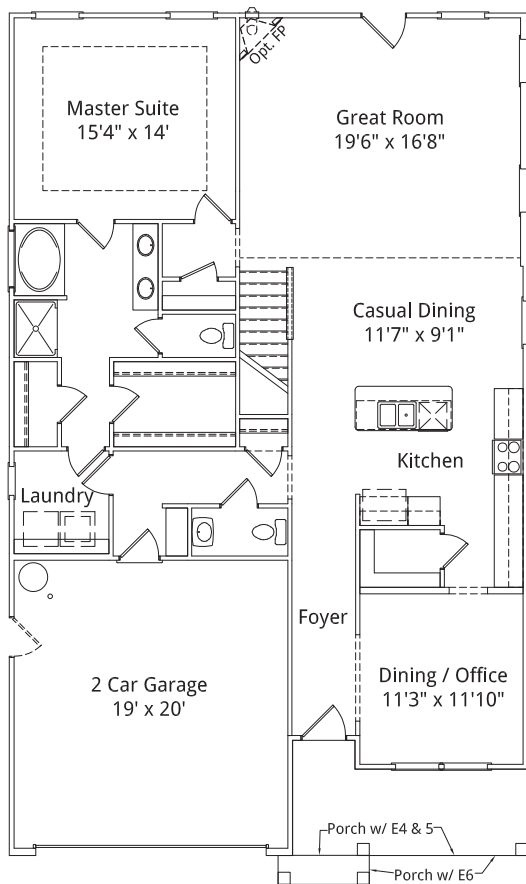 Opt. FP
Master Suite
15'4" x 14'
Great Room
19'6" x 16'8"
Casual Dining
11'7" x 9'1"
Kitchen
Laundry
Foyer
Dining / Office
11'3" x 11'10"
2 Car Garage
19' x 20'
Porch w/ E4 & 5
Porch w/ E6